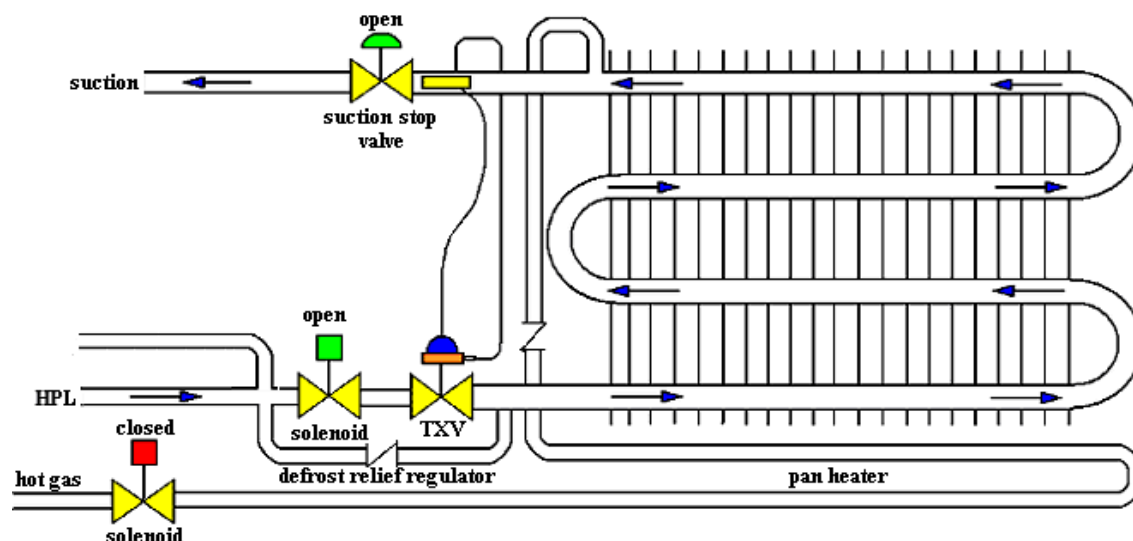 open
suction
suction stop
valve
open
HPL
solenoid
TXV
closed
defrost relief regulator
pan heater
hot gas
solenoid